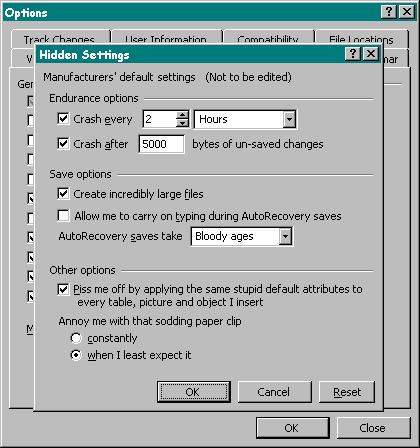 Options
Track Changes User Information Compatibility File Locations
Hidden Settings
Manufacturers' default settings (Not to be edited)
Endurance options
Crash every 2 Hours
Crash after 5000 bytes of un-saved changes
Save options
Create incredibly large files
Allow me to carry on typing during AutoRecovery saves
AutoRecovery saves take Bloody ages
Other options
Piss me off by applying the same stupid default attributes to
every table, picture and object I insert
Annoy me with that sodding paper clip
constantly
when I least expect it
OK Cancel Reset
OK Close